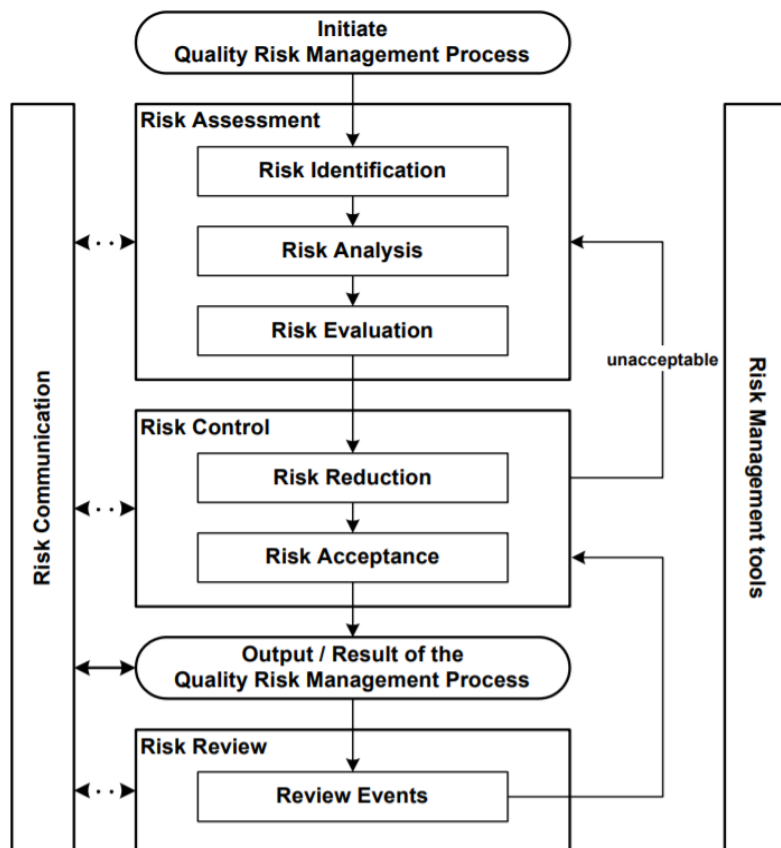 Initiate
Quality Risk Management Process
Risk Assessment
Risk Identification
Risk Analysis
Risk Evaluation
unacceptable
Risk Communication
Risk Management tools
Risk Control
Risk Reduction
Risk Acceptance
Output / Result of the
Quality Risk Management Process
Risk Review
Review Events